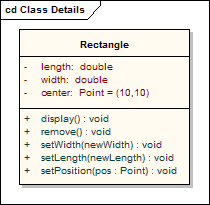 cd Class Details
Rectangle
- length: double
- width: double
- center: Point = (10,10)
+ display() : void
+ remove() : void
+ setWidth(newWidth) : void
+ setLength(newLength) : void
+ setPosition(pos : Point) : void